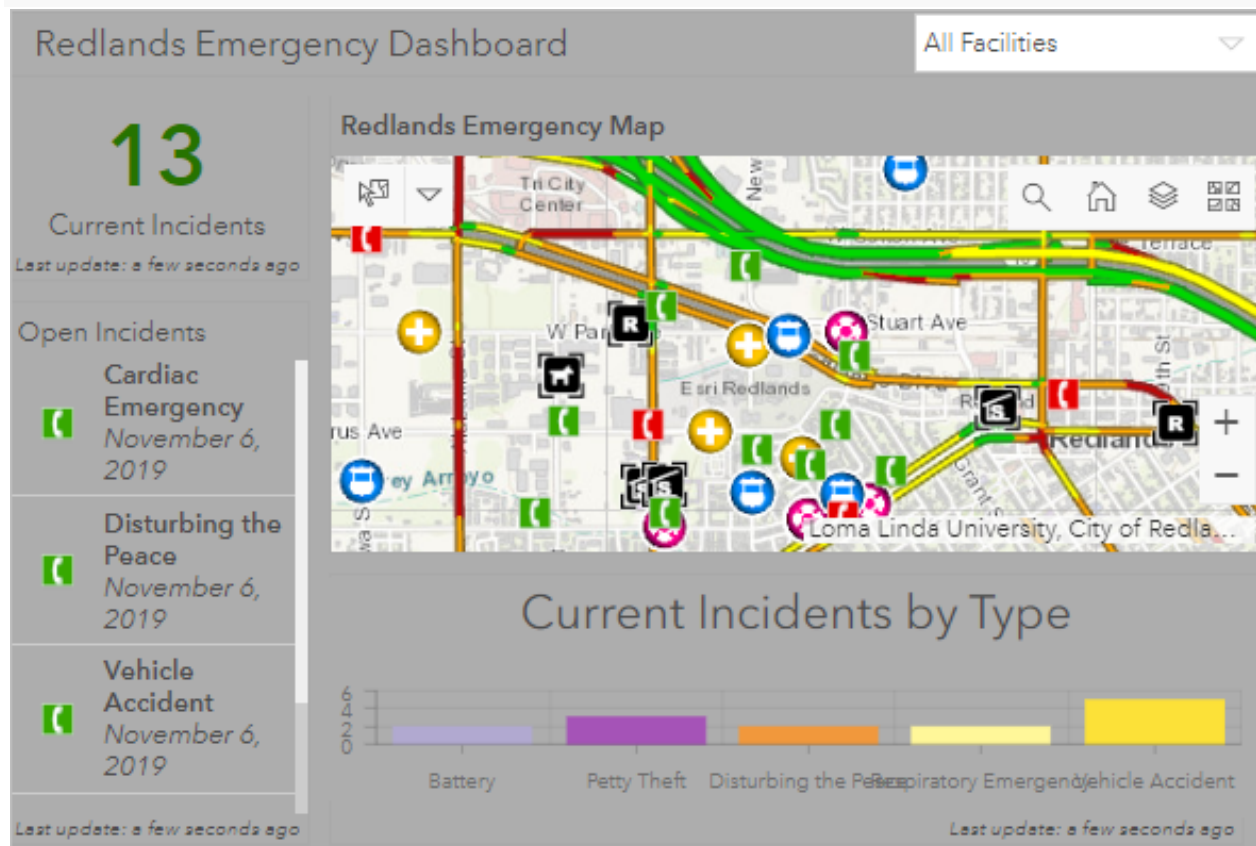 Redlands Emergency Dashboard
All Facilities
13
Current Incidents
Last update: a few seconds ago
Open Incidents
Cardiac
Emergency
November 6,
2019
Disturbing the
Peace
November 6,
2019
Vehicle
Accident
November 6,
2019
Last update: a few seconds ago
Redlands Emergency Map
Tri City
Center
New
Terrace
W
Stuart Ave
Esri Redlands
Ave
Arroyo
Redlands
Grant
R
R
S
S
+
−
Loma Linda University, City of Redla...
Current Incidents by Type
6
4
2
0
Battery
Petty Theft
Disturbing the Peace
Respiratory Emergency
Vehicle Accident
Last update: a few seconds ago